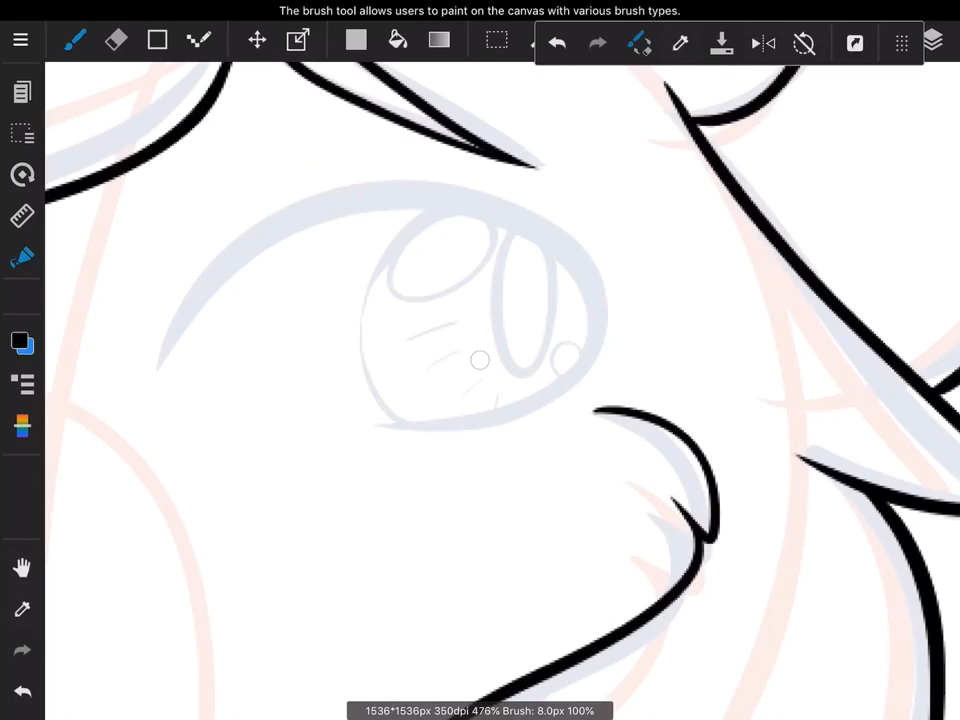 The brush tool allows users to paint on the canvas with various brush types.
1536*1536px 350dpi 476% Brush: 8.0px 100%